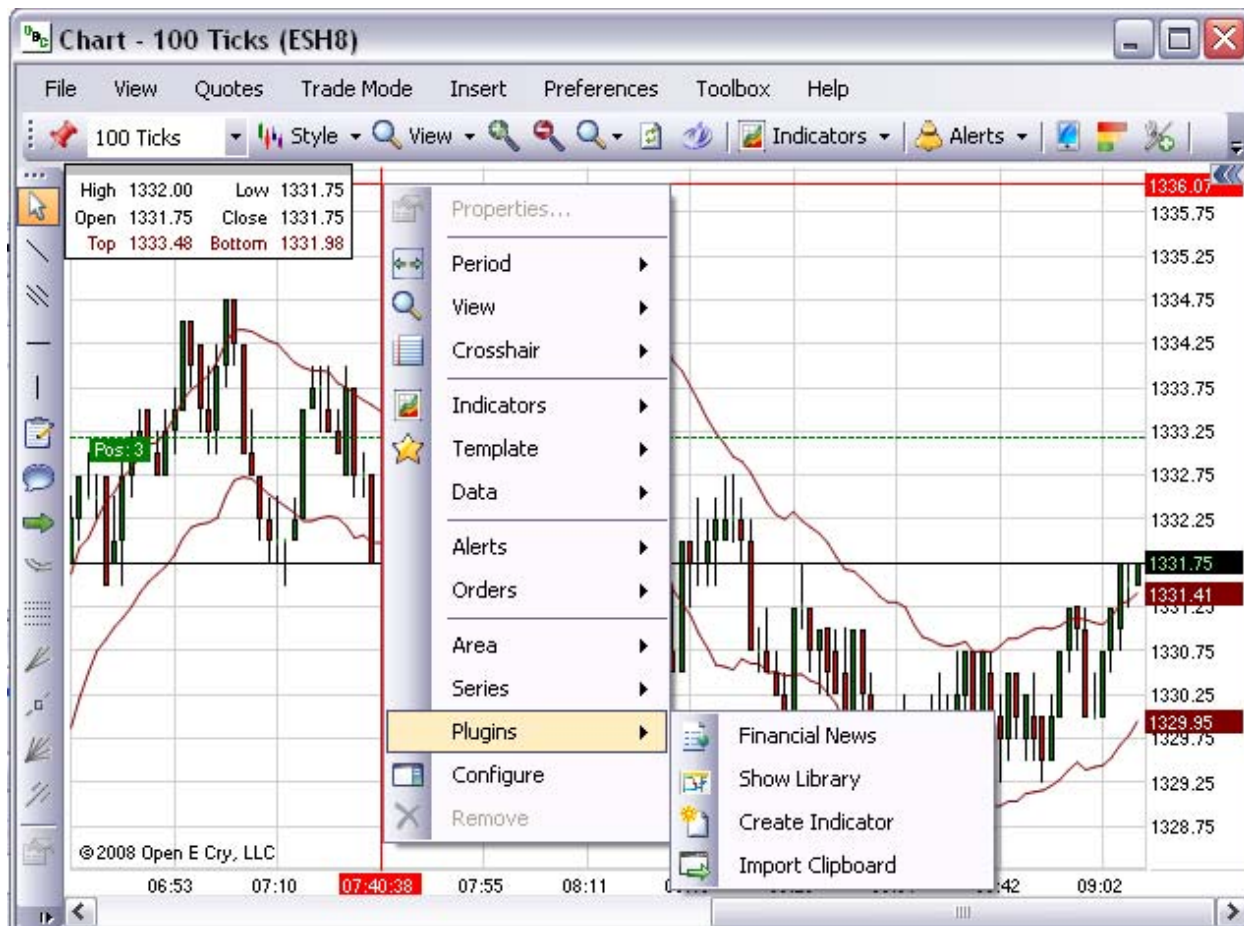 Chart - 100 Ticks (ESH8)
File View Quotes Trade Mode Insert Preferences Toolbox Help
100 Ticks Style View Indicators Alerts
High 1332.00 Low 1331.75
Open 1331.75 Close 1331.75
Top 1333.48 Bottom 1331.98
Pos: 3
Properties...
Period
View
Crosshair
Indicators
Template
Data
Alerts
Orders
Area
Series
Plugins
Configure
Remove
Financial News
Show Library
Create Indicator
Import Clipboard
1336.07
1335.75
1335.25
1334.75
1334.25
1333.75
1333.25
1332.75
1332.25
1331.75
1331.41
1331.25
1330.75
1330.25
1329.95
1329.75
1329.25
1328.75
©2008 Open E Cry, LLC
06:53 07:10 07:40:38 07:55 08:11 :42 09:02